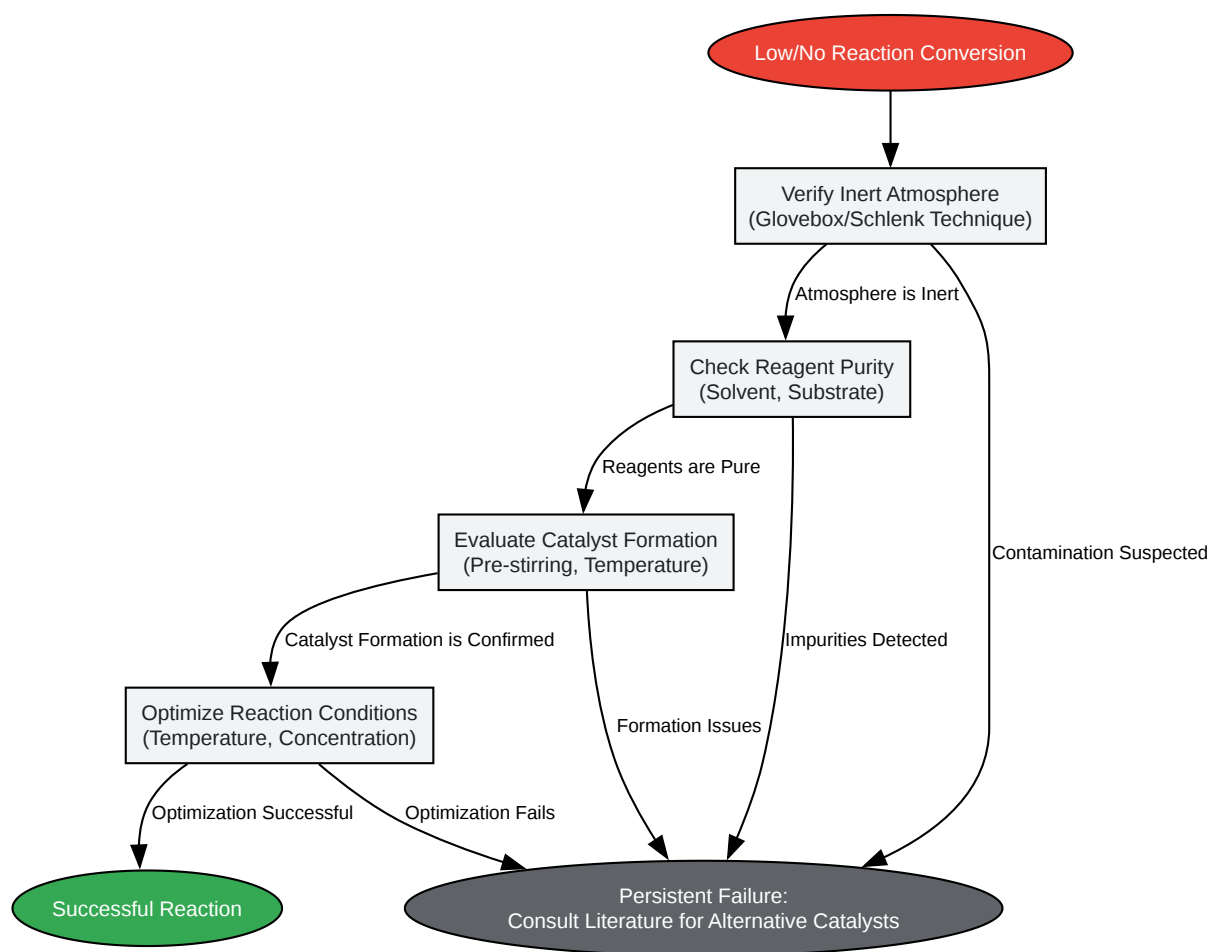 Low/No Reaction Conversion
Verify Inert Atmosphere
(Glovebox/Schlenk Technique)
Atmosphere is Inert
Check Reagent Purity
(Solvent, Substrate)
Reagents are Pure
Evaluate Catalyst Formation
(Pre-stirring, Temperature)
Contamination Suspected
Catalyst Formation is Confirmed
Impurities Detected
Optimize Reaction Conditions
(Temperature, Concentration)
Formation Issues
Optimization Successful
Optimization Fails
Successful Reaction
Persistent Failure:
Consult Literature for Alternative Catalysts